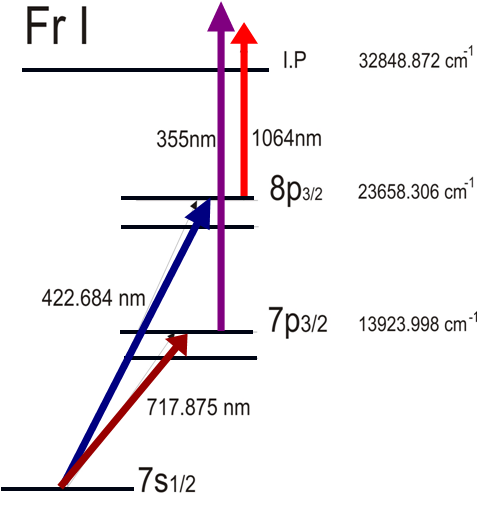 Fr I
I.P 32848.872 cm-1
355nm 1064nm
8p3/2 23658.306 cm-1
422.684 nm
7p3/2 13923.998 cm-1
717.875 nm
7s1/2